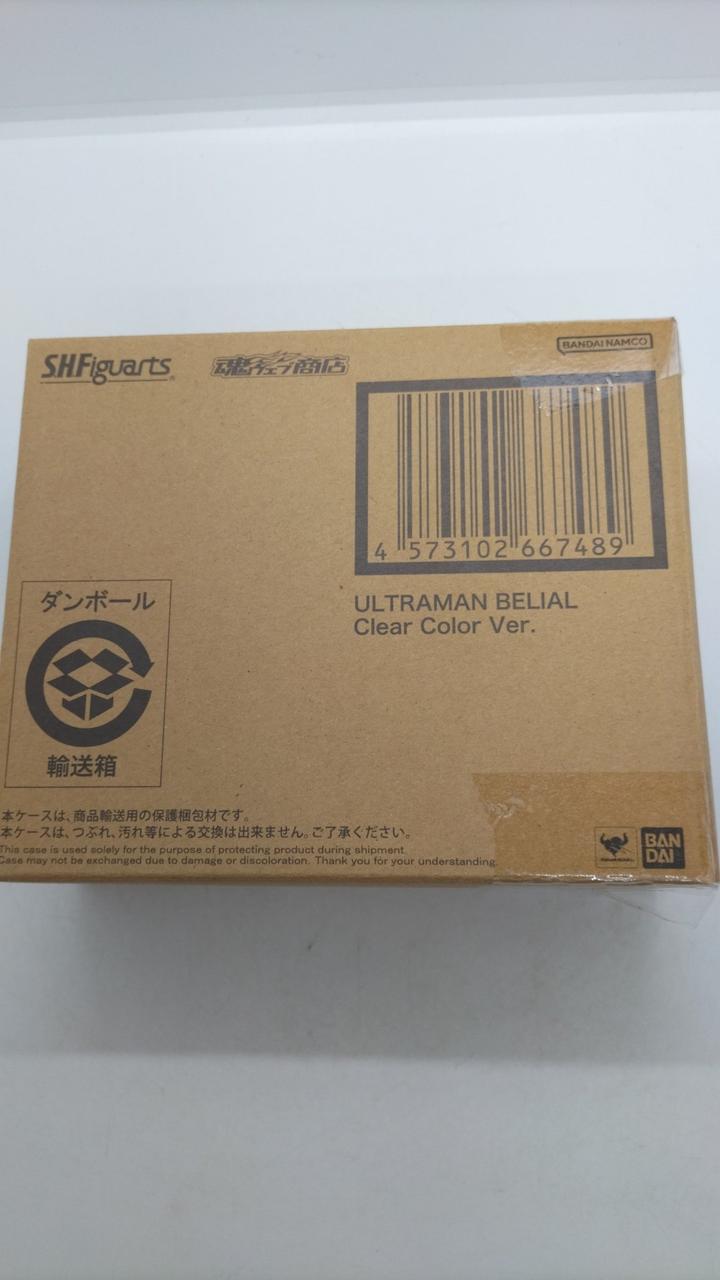 S.H.Figuarts
魂ウェブ商店
BANDAI NAMCO
4 573102 667489
ULTRAMAN BELIAL
Clear Color Ver.
ダンボール
輸送箱
本ケースは、商品輸送用の保護梱包材です。
本ケースは、つぶれ、汚れ等による交換は出来ません。ご了承ください。
This case is used solely for the purpose of protecting product during shipment.
Case may not be exchanged due to damage or discoloration. Thank you for your understanding.
BAN
DAI